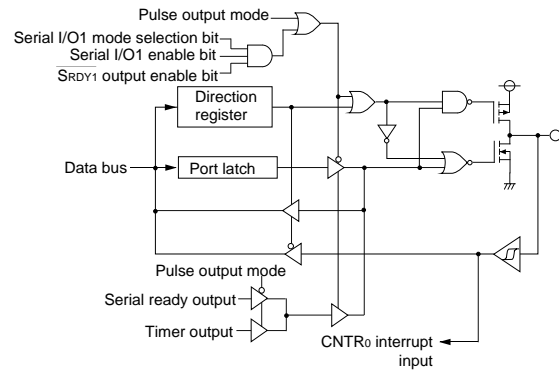 Pulse output mode
Serial I/O1 mode selection bit
Serial I/O1 enable bit
SRDY1 output enable bit
Direction
register
Data bus
Port latch
Pulse output mode
Serial ready output
Timer output
CNTR0 interrupt
input